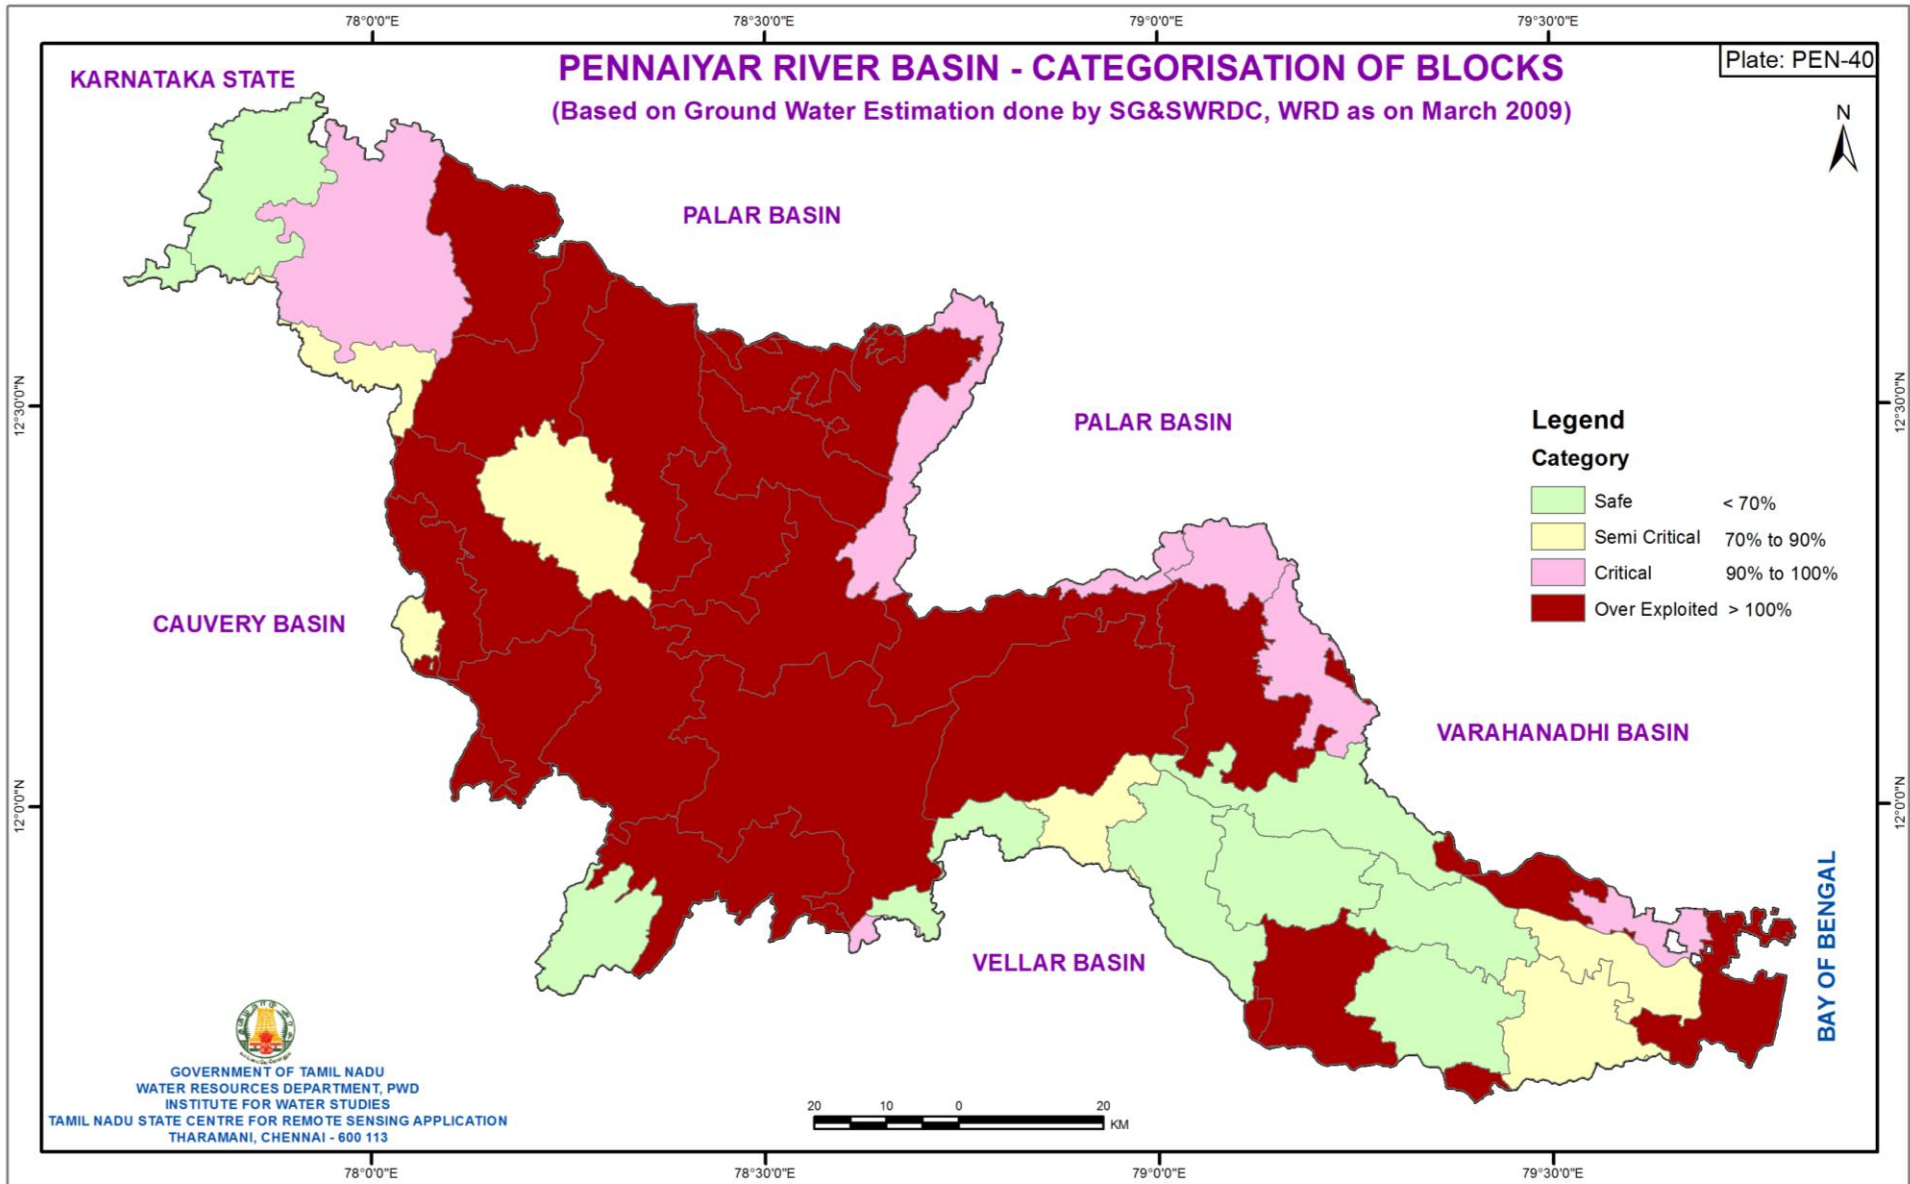 78°0'0"E
78°30'0"E
79°0'0"E
79°30'0"E
PENNAIYAR RIVER BASIN - CATEGORISATION OF BLOCKS
(Based on Ground Water Estimation done by SG&SWRDC, WRD as on March 2009)
Plate: PEN-40
KARNATAKA STATE
N
PALAR BASIN
12°30'0"N
12°30'0"N
PALAR BASIN
Legend
Category
Safe < 70%
Semi Critical 70% to 90%
Critical 90% to 100%
Over Exploited > 100%
CAUVERY BASIN
VARAHANADHI BASIN
12°0'0"N
12°0'0"N
BAY OF BENGAL
VELLAR BASIN
GOVERNMENT OF TAMIL NADU
WATER RESOURCES DEPARTMENT, PWD
INSTITUTE FOR WATER STUDIES
TAMIL NADU STATE CENTRE FOR REMOTE SENSING APPLICATION
THARAMANI, CHENNAI - 600 113
20 10 0 20
KM
78°0'0"E
78°30'0"E
79°0'0"E
79°30'0"E